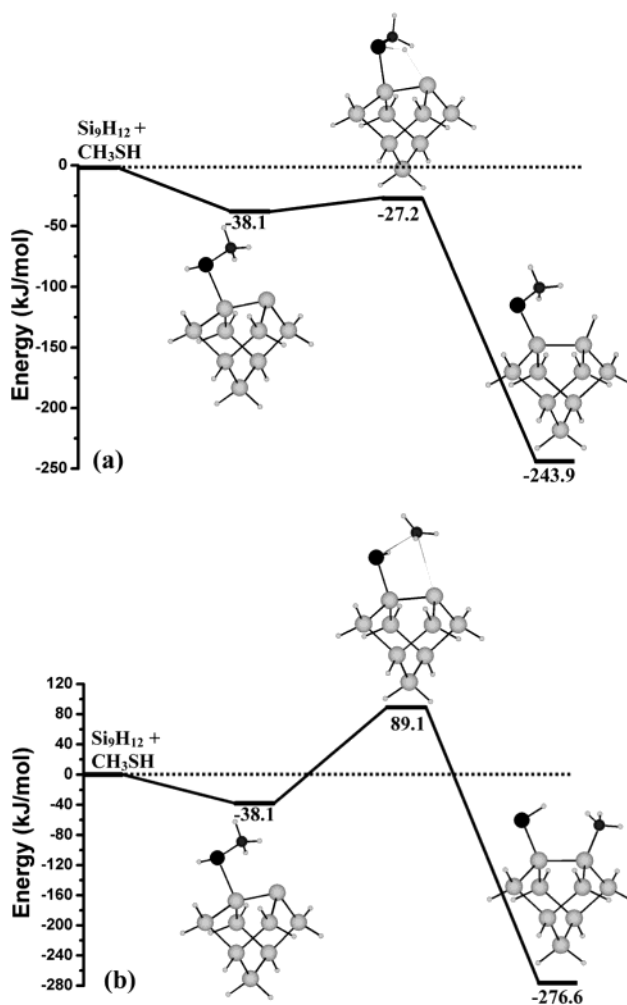 Si₉H₁₂ +
CH₃SH
0
-50
-100
-150
-200
-250
Energy (kJ/mol)
-38.1
-27.2
-243.9
(a)
Si₉H₁₂ +
CH₃SH
120
80
40
0
-40
-80
-120
-160
-200
-240
-280
Energy (kJ/mol)
-38.1
89.1
-276.6
(b)